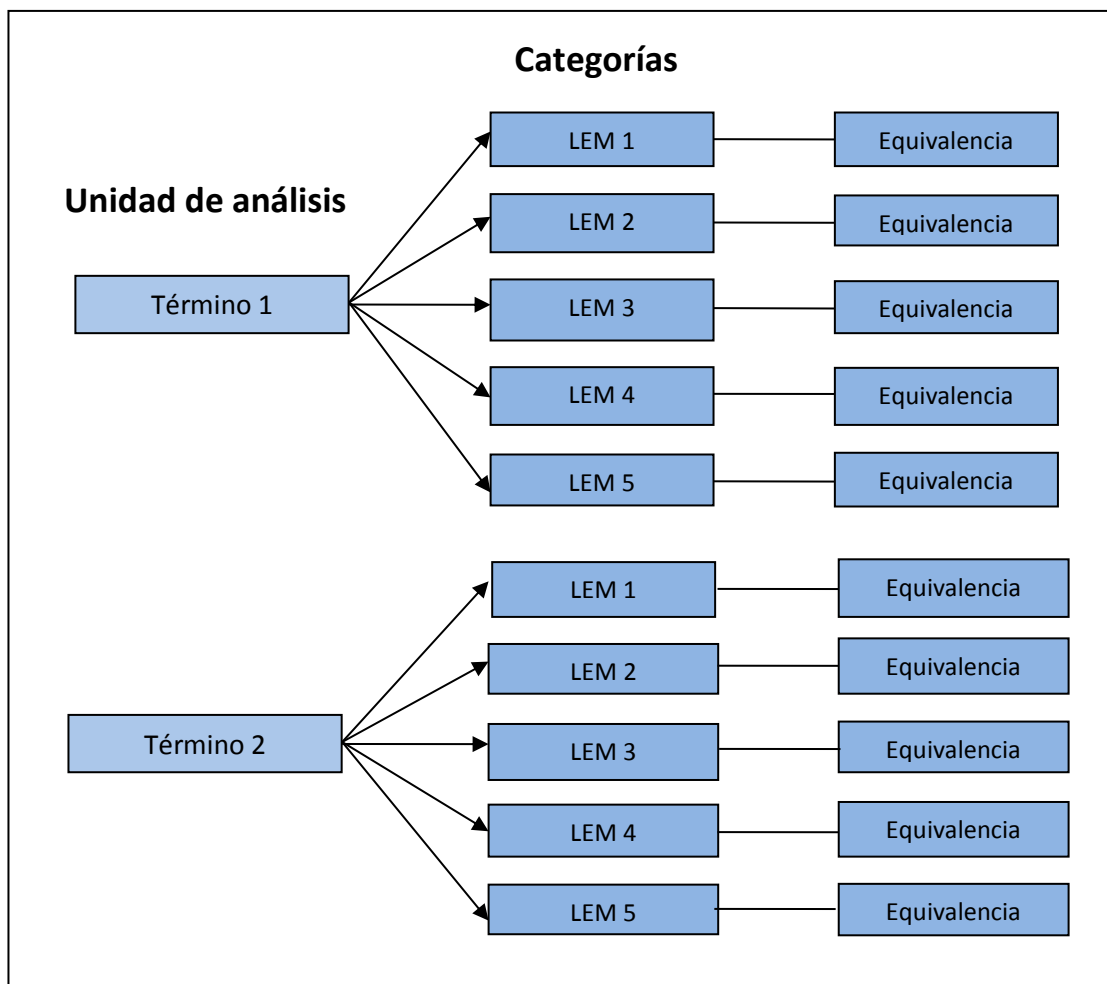 Categorías
Unidad de análisis
Término 1
LEM 1
Equivalencia
LEM 2
Equivalencia
LEM 3
Equivalencia
LEM 4
Equivalencia
LEM 5
Equivalencia
Término 2
LEM 1
Equivalencia
LEM 2
Equivalencia
LEM 3
Equivalencia
LEM 4
Equivalencia
LEM 5
Equivalencia